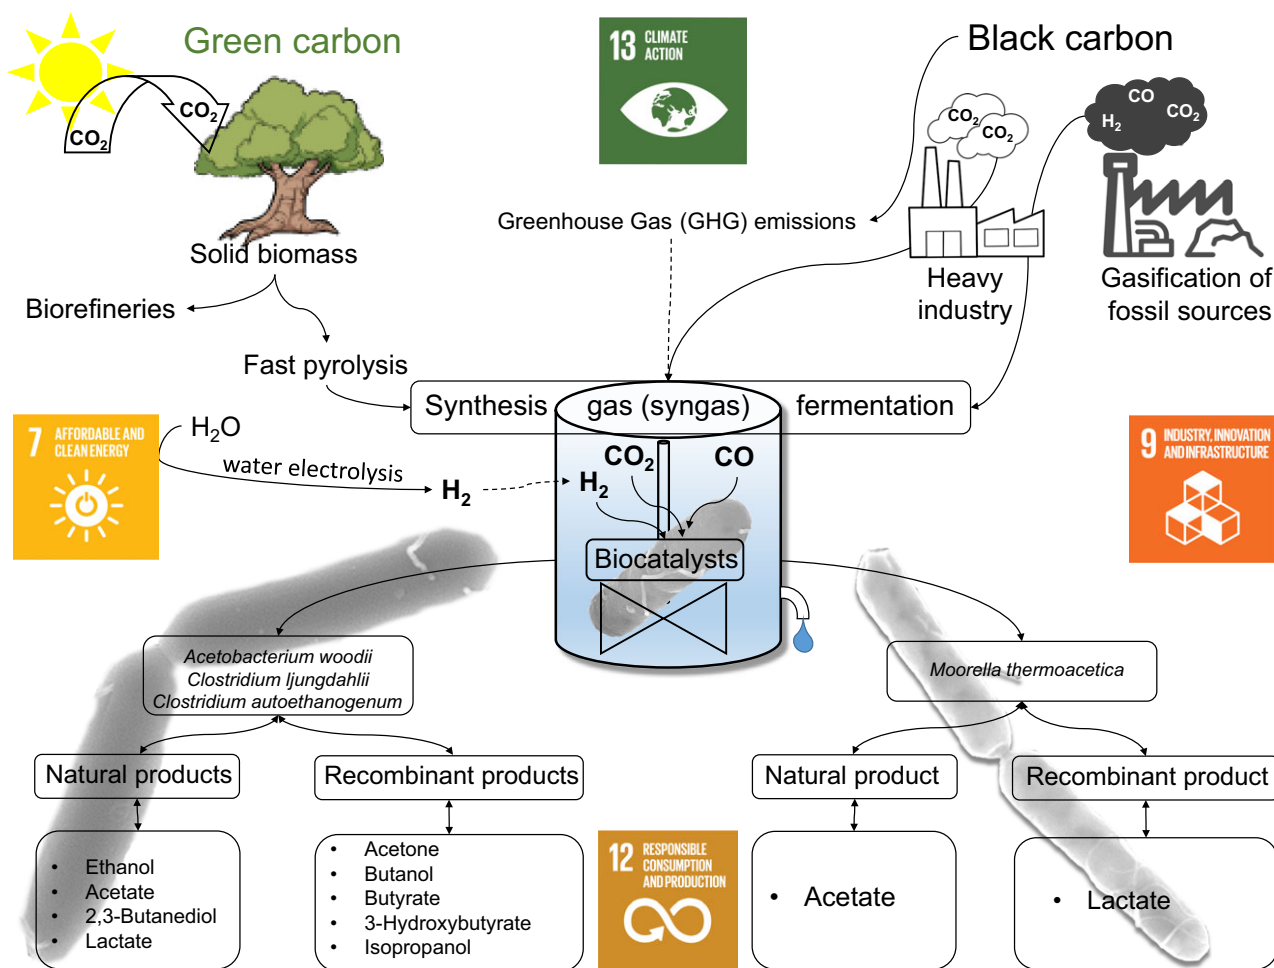 Green carbon
13 CLIMATE
ACTION
Black carbon
CO₂
CO₂
CO₂
CO₂
CO
H₂
CO₂
Greenhouse Gas (GHG) emissions
Solid biomass
Heavy
industry
Gasification of
fossil sources
Biorefineries
Fast pyrolysis
Synthesis gas (syngas) fermentation
7 AFFORDABLE AND
CLEAN ENERGY
H₂O
water electrolysis
H₂
CO₂
CO
H₂
9 INDUSTRY, INNOVATION
AND INFRASTRUCTURE
Biocatalysts
Acetobacterium woodii
Clostridium ljungdahlii
Clostridium autoethanogenum
Moorella thermoacetica
Natural products
Recombinant products
Natural product
Recombinant product
• Ethanol
• Acetate
• 2,3-Butanediol
• Lactate
• Acetone
• Butanol
• Butyrate
• 3-Hydroxybutyrate
• Isopropanol
12 RESPONSIBLE
CONSUMPTION
AND PRODUCTION
• Acetate
• Lactate